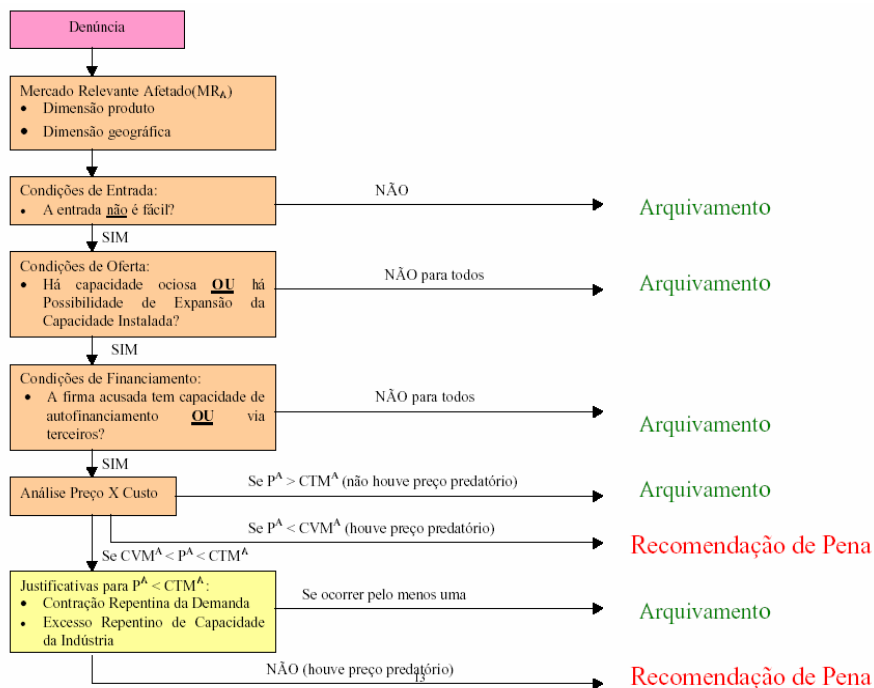 Denúncia
Mercado Relevante Afetado(MR_A)
• Dimensão produto
• Dimensão geográfica
Condições de Entrada:
• A entrada não é fácil?
NÃO
Arquivamento
SIM
Condições de Oferta:
• Há capacidade ociosa OU há
Possibilidade de Expansão da
Capacidade Instalada?
NÃO para todos
Arquivamento
SIM
Condições de Financiamento:
• A firma acusada tem capacidade de
autofinanciamento OU via
terceiros?
NÃO para todos
Arquivamento
SIM
Análise Preço X Custo
Se P^A > CTM^A (não houve preço predatório)
Arquivamento
Se P^A < CVM^A (houve preço predatório)
Recomendação de Pena
Se CVM^A < P^A < CTM^A
Justificativas para P^A < CTM^A:
• Contração Repentina da Demanda
• Excesso Repentino de Capacidade
da Indústria
Se ocorrer pelo menos uma
Arquivamento
NÃO (houve preço predatório)
13
Recomendação de Pena